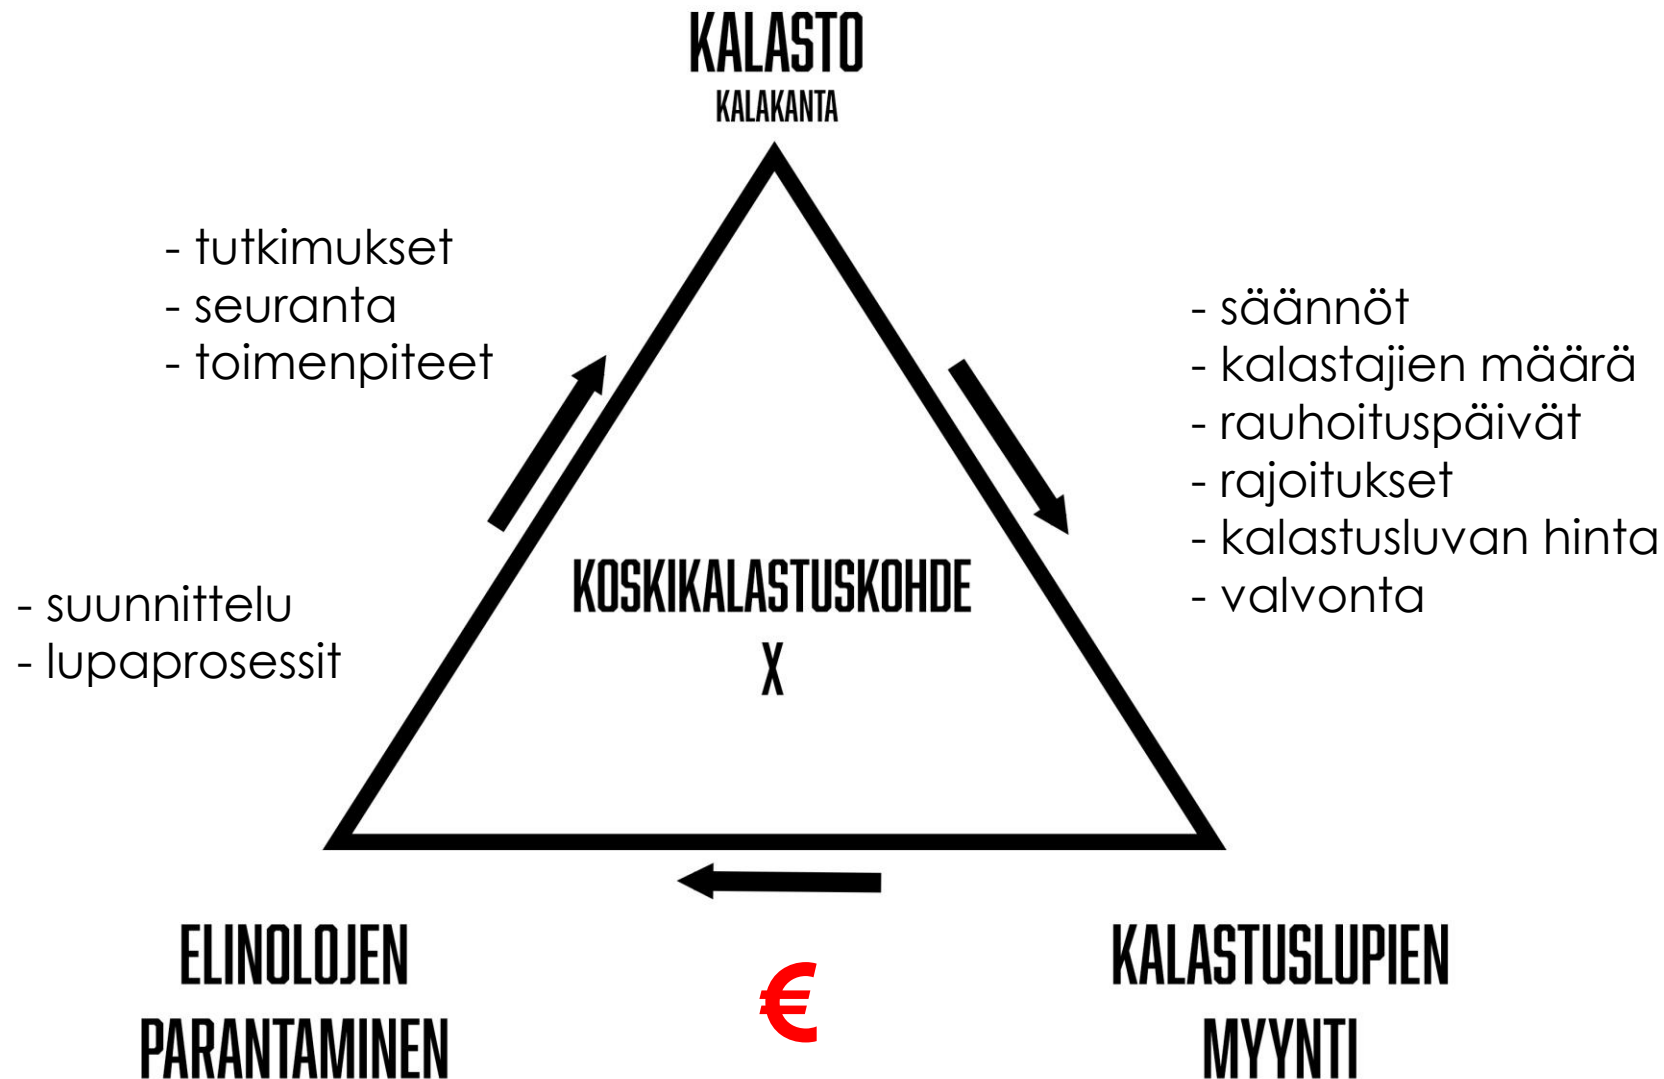 KALASTO
KALAKANTA
- tutkimukset
- seuranta
- toimenpiteet
- säännöt
- kalastajien määrä
- rauhoituspäivät
- rajoitukset
- kalastusluvan hinta
- valvonta
- suunnittelu
- lupaprosessit
KOSKIKALASTUSKOHDE
X
ELINOLOJEN
PARANTAMINEN
€
KALASTUSLUPIEN
MYYNTI